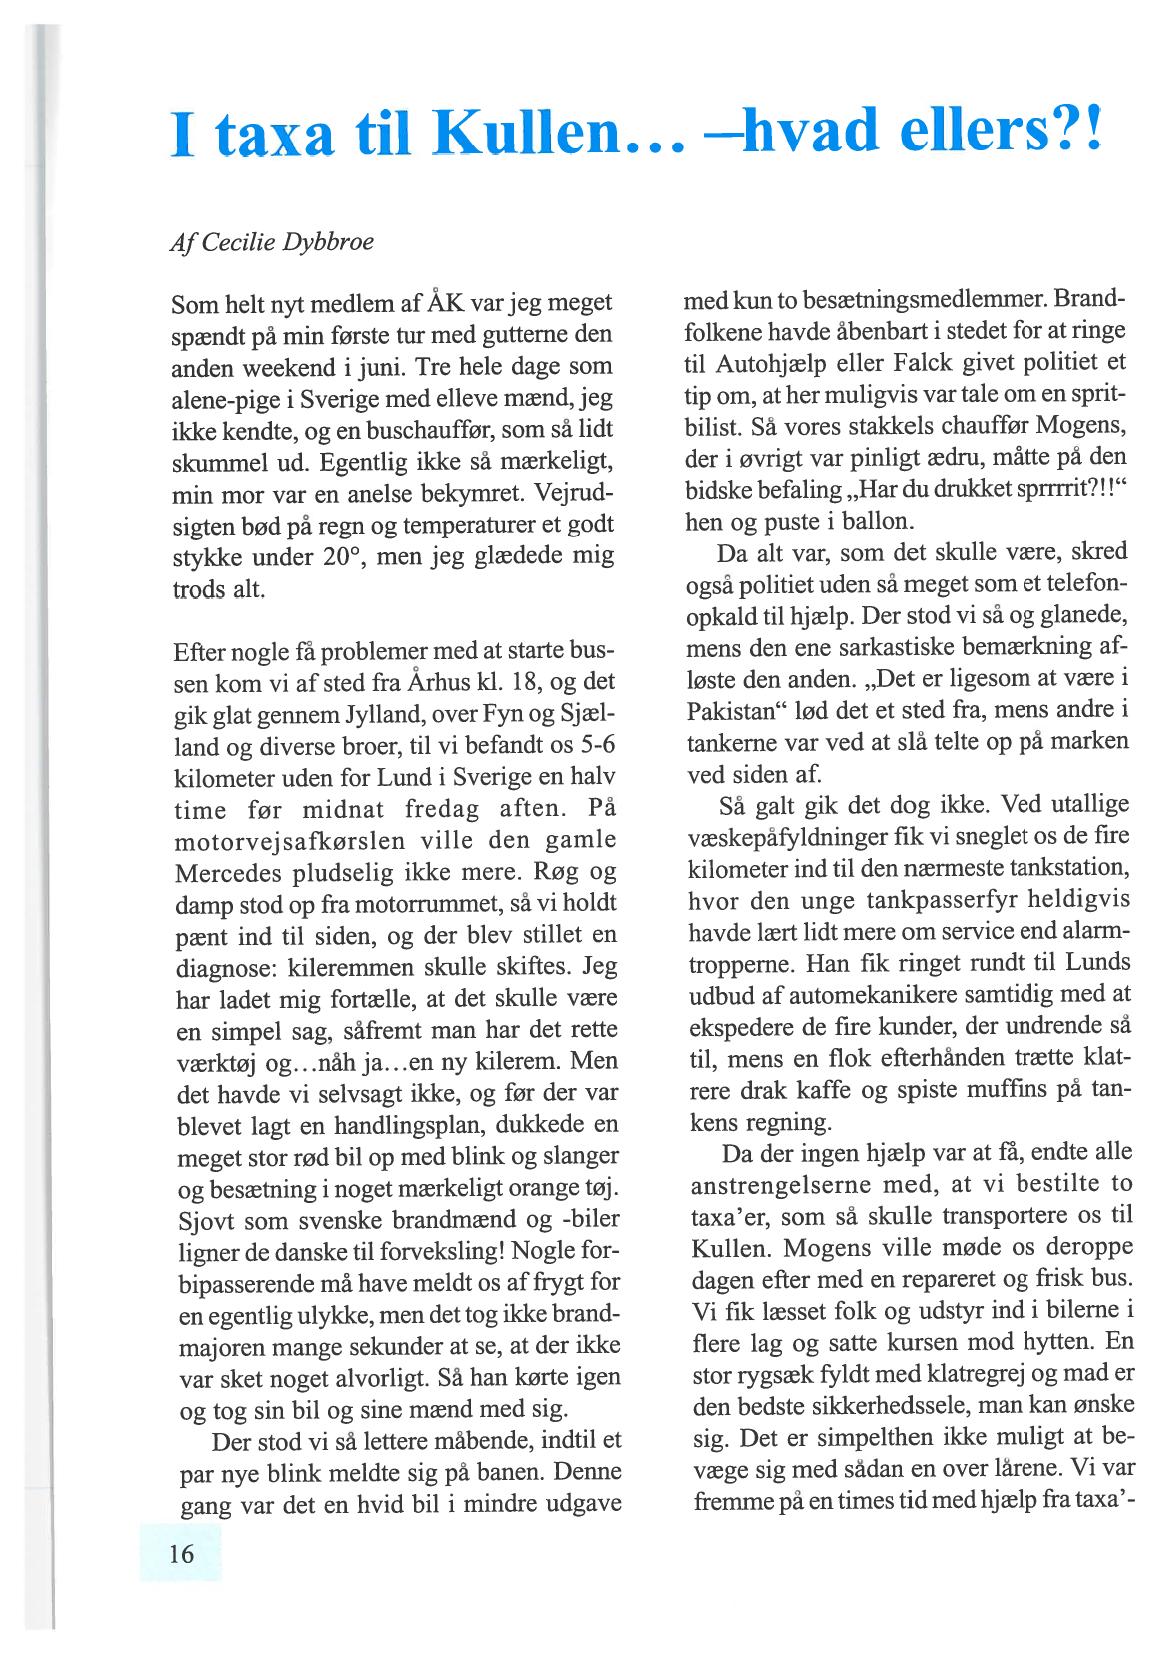 I taxa til Kullen... –hvad ellers?!
Af Cecilie Dybbroe
Som helt nyt medlem af ÅK var jeg meget
spændt på min første tur med gutterne den
anden weekend i juni. Tre hele dage som
alene-pige i Sverige med elleve mænd, jeg
ikke kendte, og en buschauffør, som så lidt
skummel ud. Egentlig ikke så mærkeligt,
min mor var en anelse bekymret. Vejrud-
sigten bød på regn og temperaturer et godt
stykke under 20°, men jeg glædede mig
trods alt.
Efter nogle få problemer med at starte bus-
sen kom vi af sted fra Århus kl. 18, og det
gik glat gennem Jylland, over Fyn og Sjæl-
land og diverse broer, til vi befandt os 5-6
kilometer uden for Lund i Sverige en halv
time før midnat fredag aften. På
motorvejsafkørslen ville den gamle
Mercedes pludselig ikke mere. Røg og
damp stod op fra motorrummet, så vi holdt
pænt ind til siden, og der blev stillet en
diagnose: kileremmen skulle skiftes. Jeg
har ladet mig fortælle, at det skulle være
en simpel sag, såfremt man har det rette
værktøj og...nåh ja...en ny kilerem. Men
det havde vi selvsagt ikke, og før der var
blevet lagt en handlingsplan, dukkede en
meget stor rød bil op med blink og slanger
og besætning i noget mærkeligt orange tøj.
Sjovt som svenske brandmænd og -biler
ligner de danske til forveksling! Nogle for-
bipasserende må have meldt os af frygt for
en egentlig ulykke, men det tog ikke brand-
majoren mange sekunder at se, at der ikke
var sket noget alvorligt. Så han kørte igen
og tog sin bil og sine mænd med sig.
Der stod vi så lettere måbende, indtil et
par nye blink meldte sig på banen. Denne
gang var det en hvid bil i mindre udgave
med kun to besætningsmedlemmer. Brand-
folkene havde åbenbart i stedet for at ringe
til Autohjælp eller Falck givet politiet et
tip om, at her muligvis var tale om en sprit-
bilist. Så vores stakkels chauffør Mogens,
der i øvrigt var pinligt ædru, måtte på den
bidske befaling „Har du drukket sprrrrit?!!“
hen og puste i ballon.
Da alt var, som det skulle være, skred
også politiet uden så meget som et telefon-
opkald til hjælp. Der stod vi så og glanede,
mens den ene sarkastiske bemærkning af-
løste den anden. „Det er ligesom at være i
Pakistan“ lød det et sted fra, mens andre i
tankerne var ved at slå telte op på marken
ved siden af.
Så galt gik det dog ikke. Ved utallige
væskepåfyldninger fik vi sneglet os de fire
kilometer ind til den nærmeste tankstation,
hvor den unge tankpasserfyr heldigvis
havde lært lidt mere om service end alarm-
tropperne. Han fik ringet rundt til Lunds
udbud af automekanikere samtidig med at
ekspedere de fire kunder, der undrende så
til, mens en flok efterhånden trætte klat-
rere drak kaffe og spiste muffins på tan-
kens regning.
Da der ingen hjælp var at få, endte alle
anstrengelserne med, at vi bestilte to
taxa'er, som så skulle transportere os til
Kullen. Mogens ville møde os deroppe
dagen efter med en repareret og frisk bus.
Vi fik læsset folk og udstyr ind i bilerne i
flere lag og satte kursen mod hytten. En
stor rygsæk fyldt med klatregrej og mad er
den bedste sikkerhedssele, man kan ønske
sig. Det er simpelthen ikke muligt at be-
væge sig med sådan en over lårene. Vi var
fremme på en times tid med hjælp fra taxa'-
16